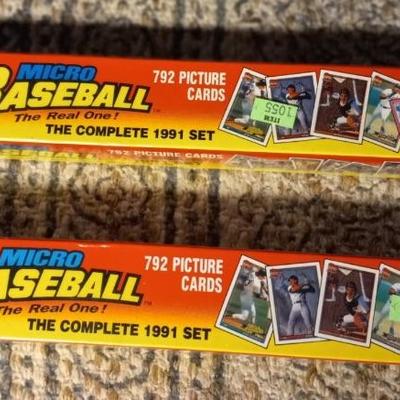 MICRO
BASEBALL
The Real One!
THE COMPLETE 1991 SET
792 PICTURE
CARDS
1055
ITEM
BASEBALL
792 PICTURE CARDS
MICRO
ASEBALL™
The Real One!
THE COMPLETE 1991 SET
792 PICTURE
CARDS